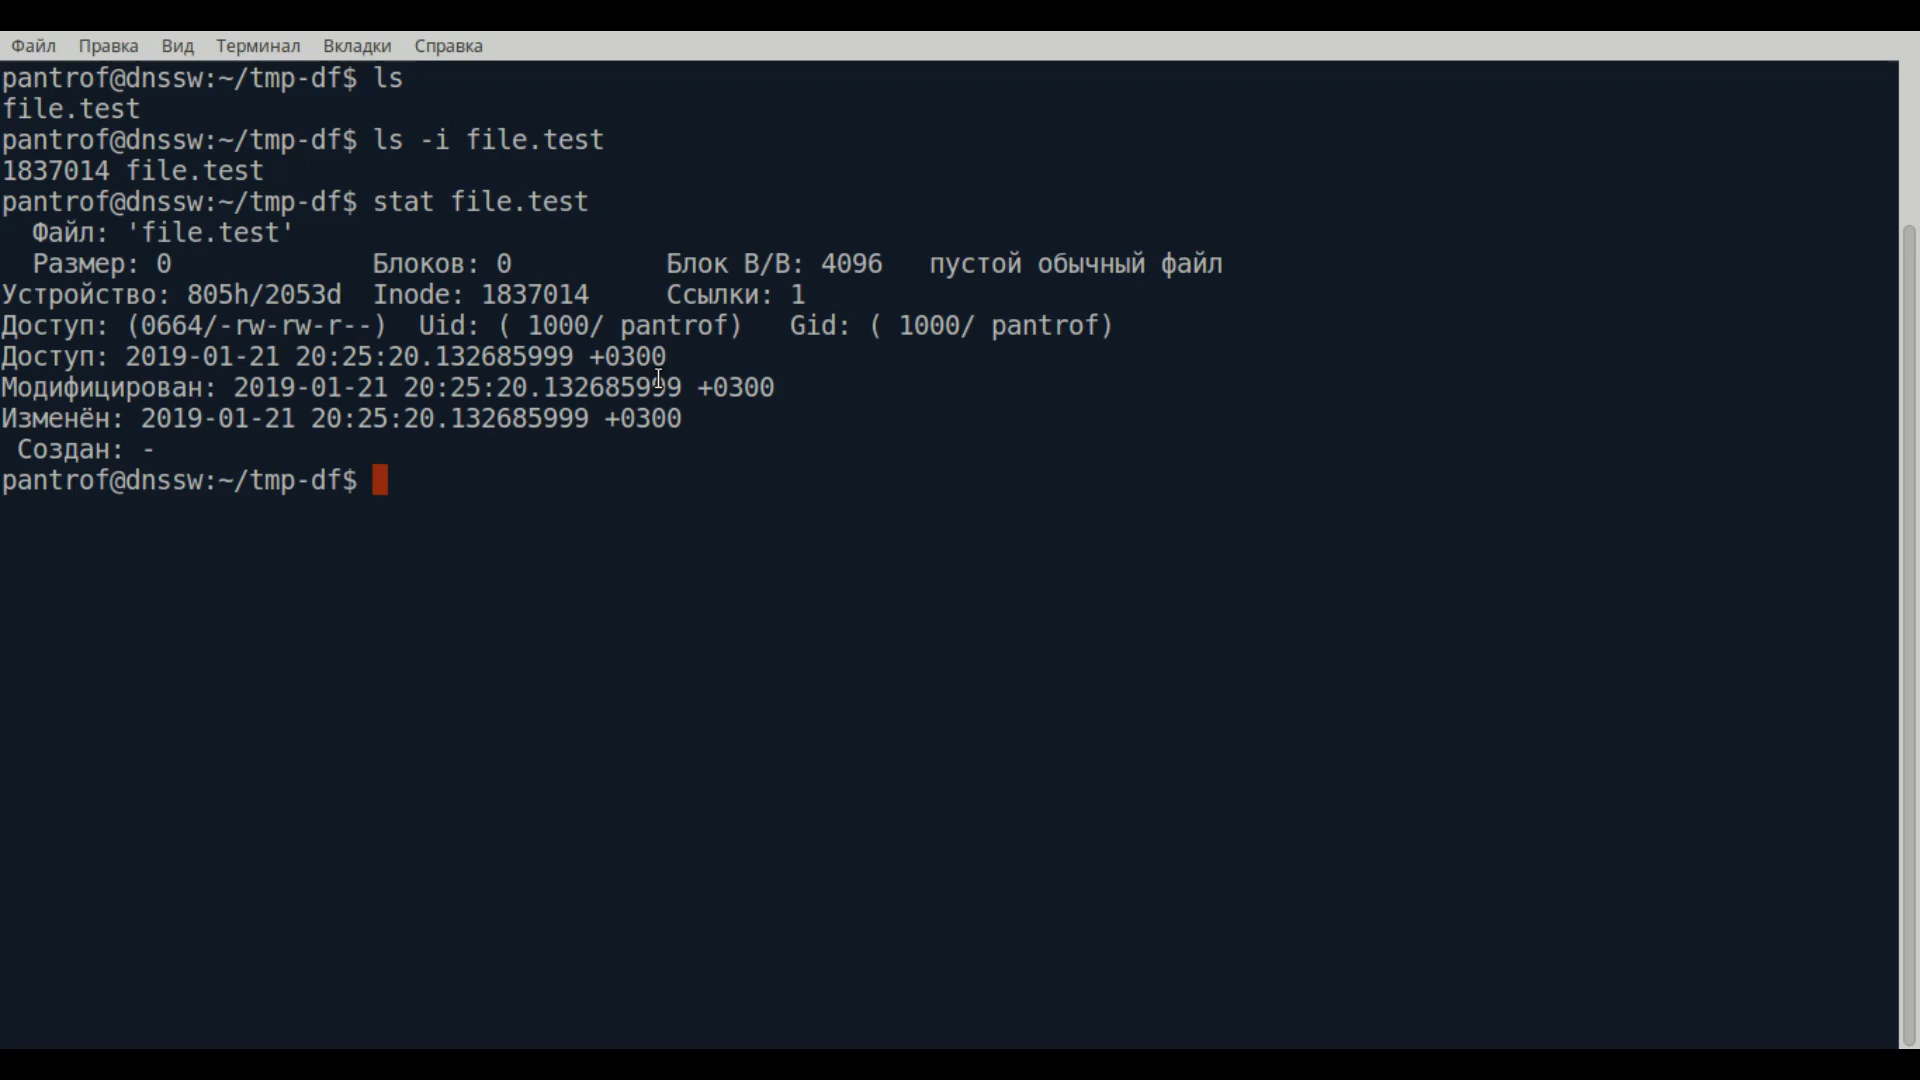 Файл Правка Вид Терминал Вкладки Справка
pantrof@dnssw:~/tmp-df$ ls
file.test
pantrof@dnssw:~/tmp-df$ ls -i file.test
1837014 file.test
pantrof@dnssw:~/tmp-df$ stat file.test
  Файл: 'file.test'
  Размер: 0             Блоков: 0          Блок В/В: 4096   пустой обычный файл
Устройство: 805h/2053d  Inode: 1837014     Ссылки: 1
Доступ: (0664/-rw-rw-r--)  Uid: ( 1000/ pantrof)   Gid: ( 1000/ pantrof)
Доступ: 2019-01-21 20:25:20.132685999 +0300
Модифицирован: 2019-01-21 20:25:20.132685999 +0300
Изменён: 2019-01-21 20:25:20.132685999 +0300
 Создан: -
pantrof@dnssw:~/tmp-df$